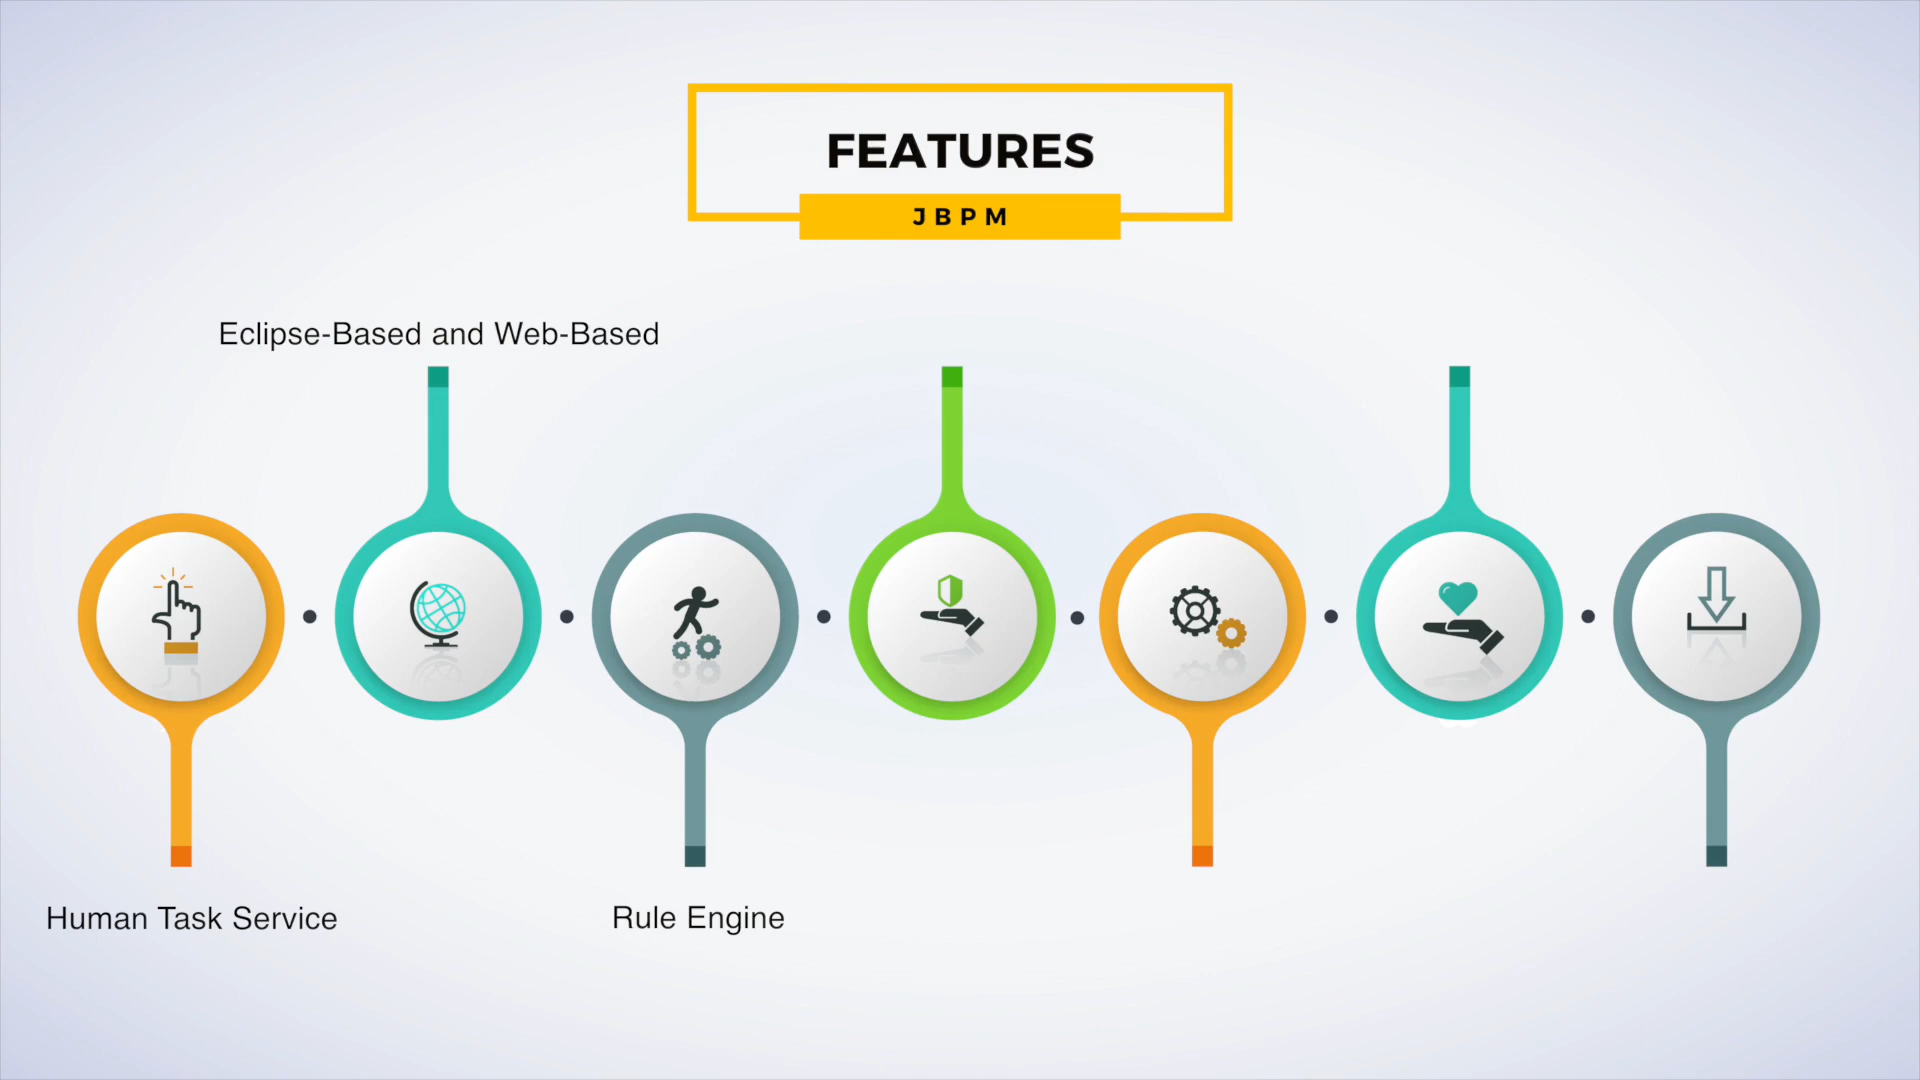 FEATURES
JBPM
Eclipse-Based and Web-Based
Human Task Service
Rule Engine